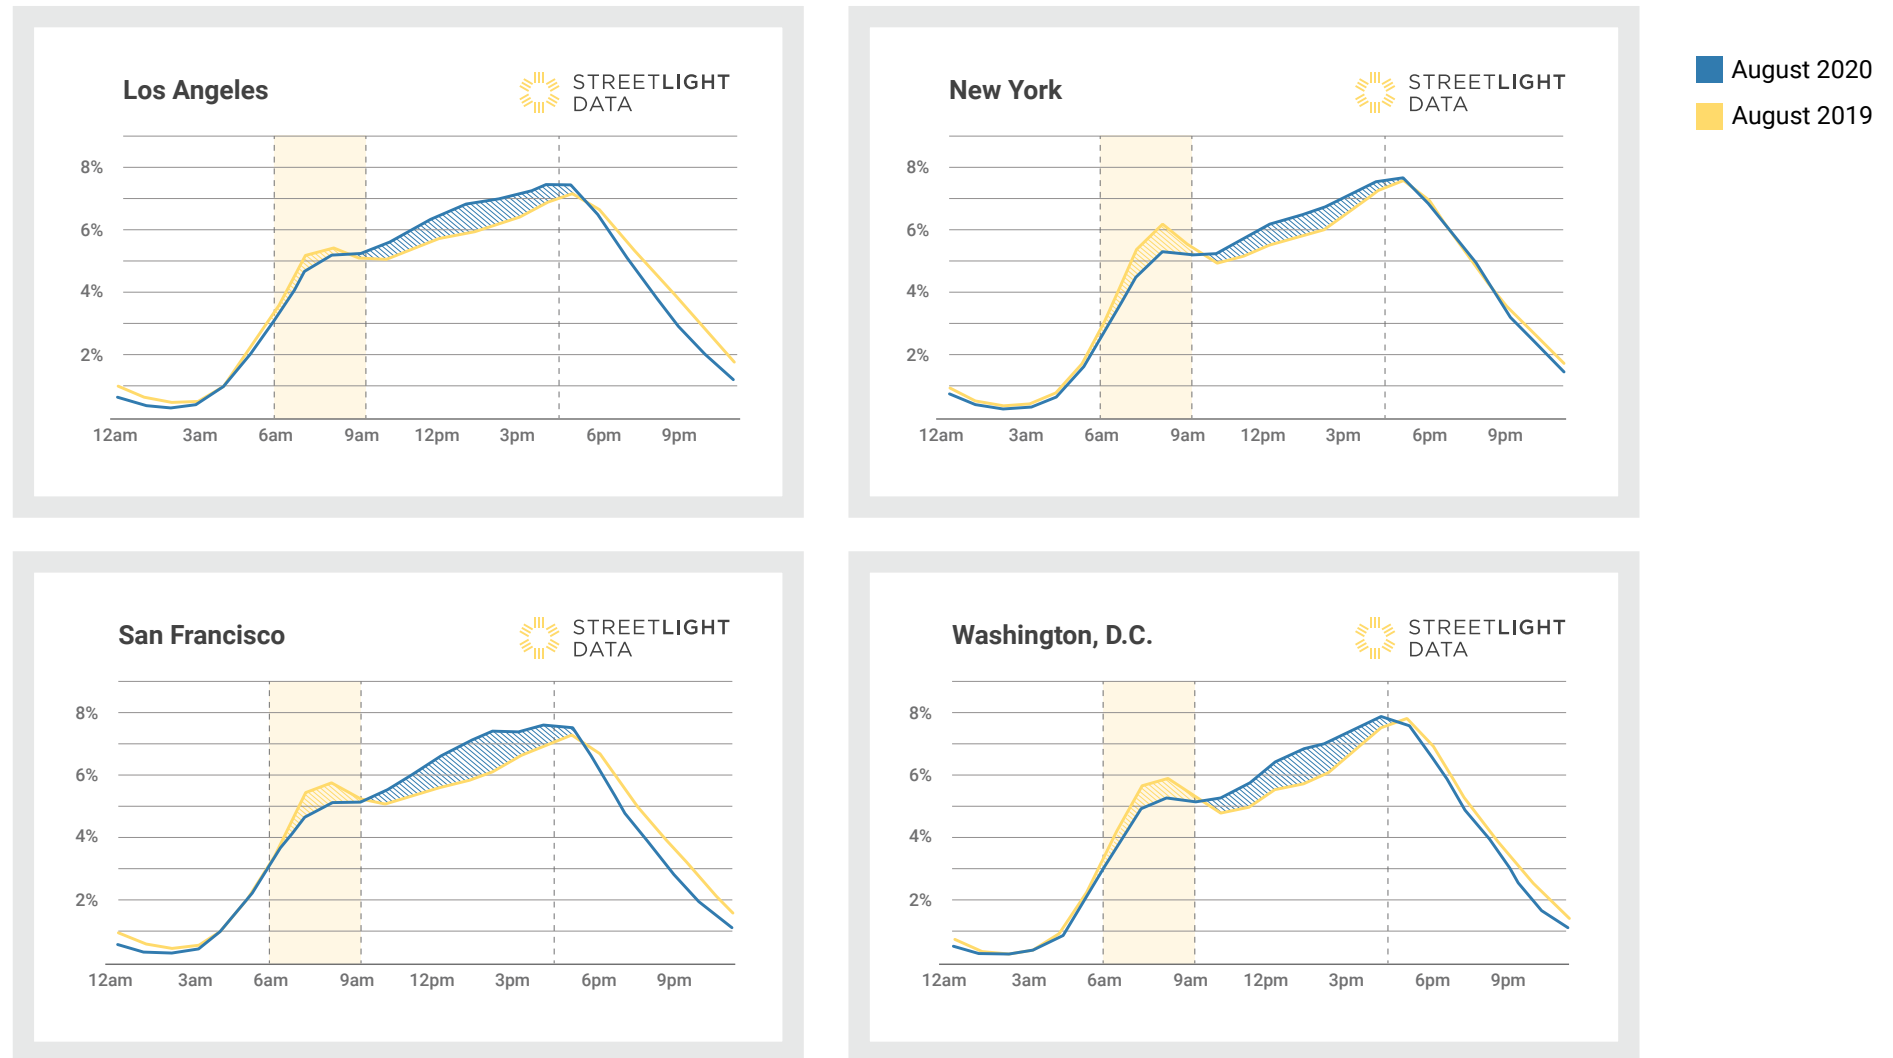 Los Angeles
STREETLIGHT
DATA
8%
6%
4%
2%
12am 3am 6am 9am 12pm 3pm 6pm 9pm
New York
STREETLIGHT
DATA
8%
6%
4%
2%
12am 3am 6am 9am 12pm 3pm 6pm 9pm
August 2020
August 2019
San Francisco
STREETLIGHT
DATA
8%
6%
4%
2%
12am 3am 6am 9am 12pm 3pm 6pm 9pm
Washington, D.C.
STREETLIGHT
DATA
8%
6%
4%
2%
12am 3am 6am 9am 12pm 3pm 6pm 9pm